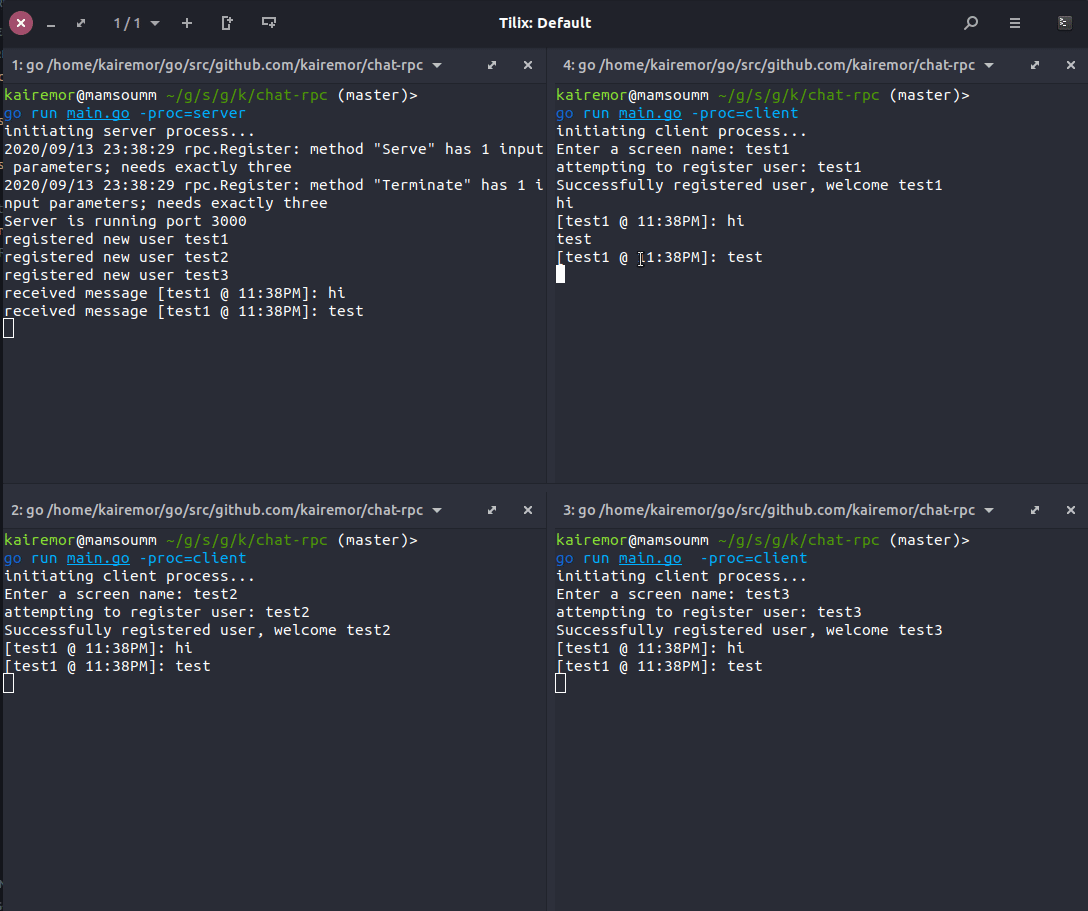 1 / 1
Tilix: Default
1: go /home/kairemor/go/src/github.com/kairemor/chat-rpc
kairemor@mamsoumm ~/g/s/g/k/chat-rpc (master)>
go run main.go -proc=server
initiating server process...
2020/09/13 23:38:29 rpc.Register: method "Serve" has 1 input
 parameters; needs exactly three
2020/09/13 23:38:29 rpc.Register: method "Terminate" has 1 i
nput parameters; needs exactly three
Server is running port 3000
registered new user test1
registered new user test2
registered new user test3
received message [test1 @ 11:38PM]: hi
received message [test1 @ 11:38PM]: test
4: go /home/kairemor/go/src/github.com/kairemor/chat-rpc
kairemor@mamsoumm ~/g/s/g/k/chat-rpc (master)>
go run main.go -proc=client
initiating client process...
Enter a screen name: test1
attempting to register user: test1
Successfully registered user, welcome test1
hi
[test1 @ 11:38PM]: hi
test
[test1 @ 11:38PM]: test
2: go /home/kairemor/go/src/github.com/kairemor/chat-rpc
kairemor@mamsoumm ~/g/s/g/k/chat-rpc (master)>
go run main.go -proc=client
initiating client process...
Enter a screen name: test2
attempting to register user: test2
Successfully registered user, welcome test2
[test1 @ 11:38PM]: hi
[test1 @ 11:38PM]: test
3: go /home/kairemor/go/src/github.com/kairemor/chat-rpc
kairemor@mamsoumm ~/g/s/g/k/chat-rpc (master)>
go run main.go  -proc=client
initiating client process...
Enter a screen name: test3
attempting to register user: test3
Successfully registered user, welcome test3
[test1 @ 11:38PM]: hi
[test1 @ 11:38PM]: test